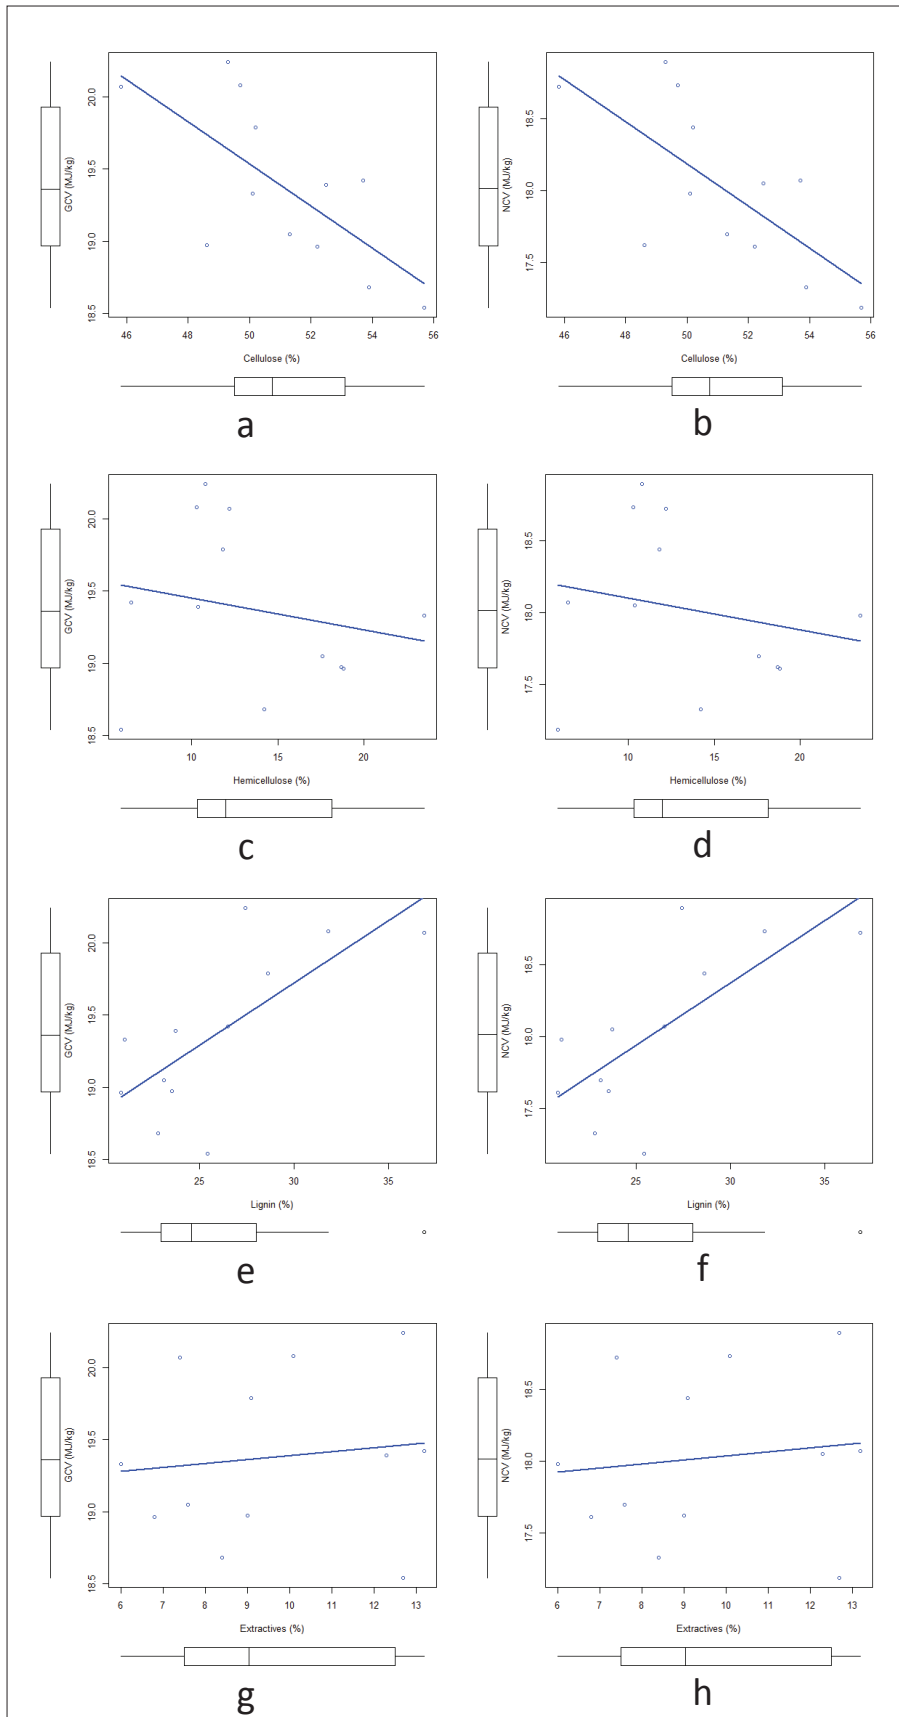 GCV (MJ/kg)
18.5 19.0 19.5 20.0
46 48 50 52 54 56
Cellulose (%)
a
NCV (MJ/kg)
17.5 18.0 18.5
46 48 50 52 54 56
Cellulose (%)
b
GCV (MJ/kg)
18.5 19.0 19.5 20.0
10 15 20
Hemicellulose (%)
c
NCV (MJ/kg)
17.5 18.0 18.5
10 15 20
Hemicellulose (%)
d
GCV (MJ/kg)
18.5 19.0 19.5 20.0
25 30 35
Lignin (%)
e
NCV (MJ/kg)
17.5 18.0 18.5
25 30 35
Lignin (%)
f
GCV (MJ/kg)
18.5 19.0 19.5 20.0
6 7 8 9 10 11 12 13
Extractives (%)
g
NCV (MJ/kg)
17.5 18.0 18.5
6 7 8 9 10 11 12 13
Extractives (%)
h